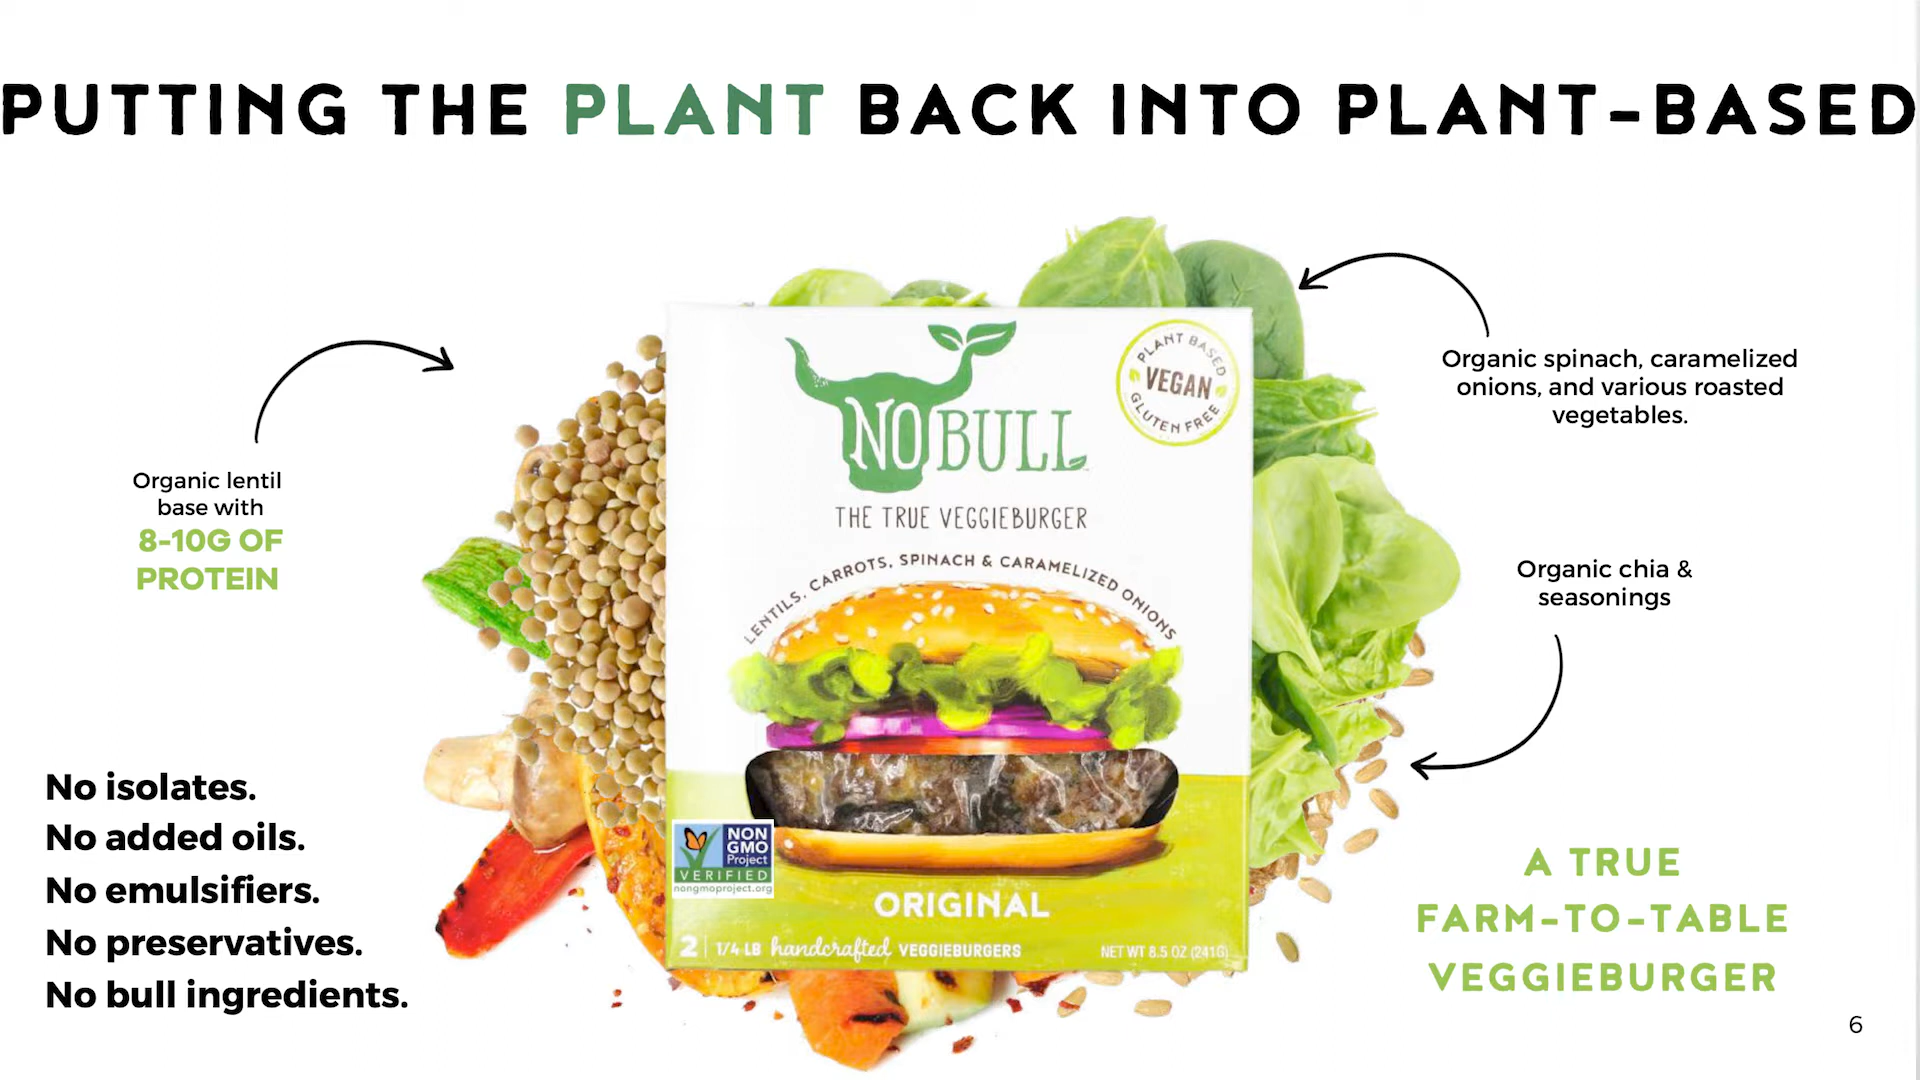 PUTTING THE PLANT BACK INTO PLANT-BASED
Organic lentil
base with
8-10G OF
PROTEIN
No isolates.
No added oils.
No emulsifiers.
No preservatives.
No bull ingredients.
NOBULL
PLANT BASED
VEGAN
GLUTEN FREE
THE TRUE VEGGIEBURGER
LENTILS, CARROTS, SPINACH & CARAMELIZED ONIONS
NON
GMO
Project
VERIFIED
nongmoproject.org
ORIGINAL
2 | 1/4 LB handcrafted VEGGIEBURGERS
NET WT 8.5 OZ (241G)
Organic spinach, caramelized
onions, and various roasted
vegetables.
Organic chia &
seasonings
A TRUE
FARM-TO-TABLE
VEGGIEBURGER
6